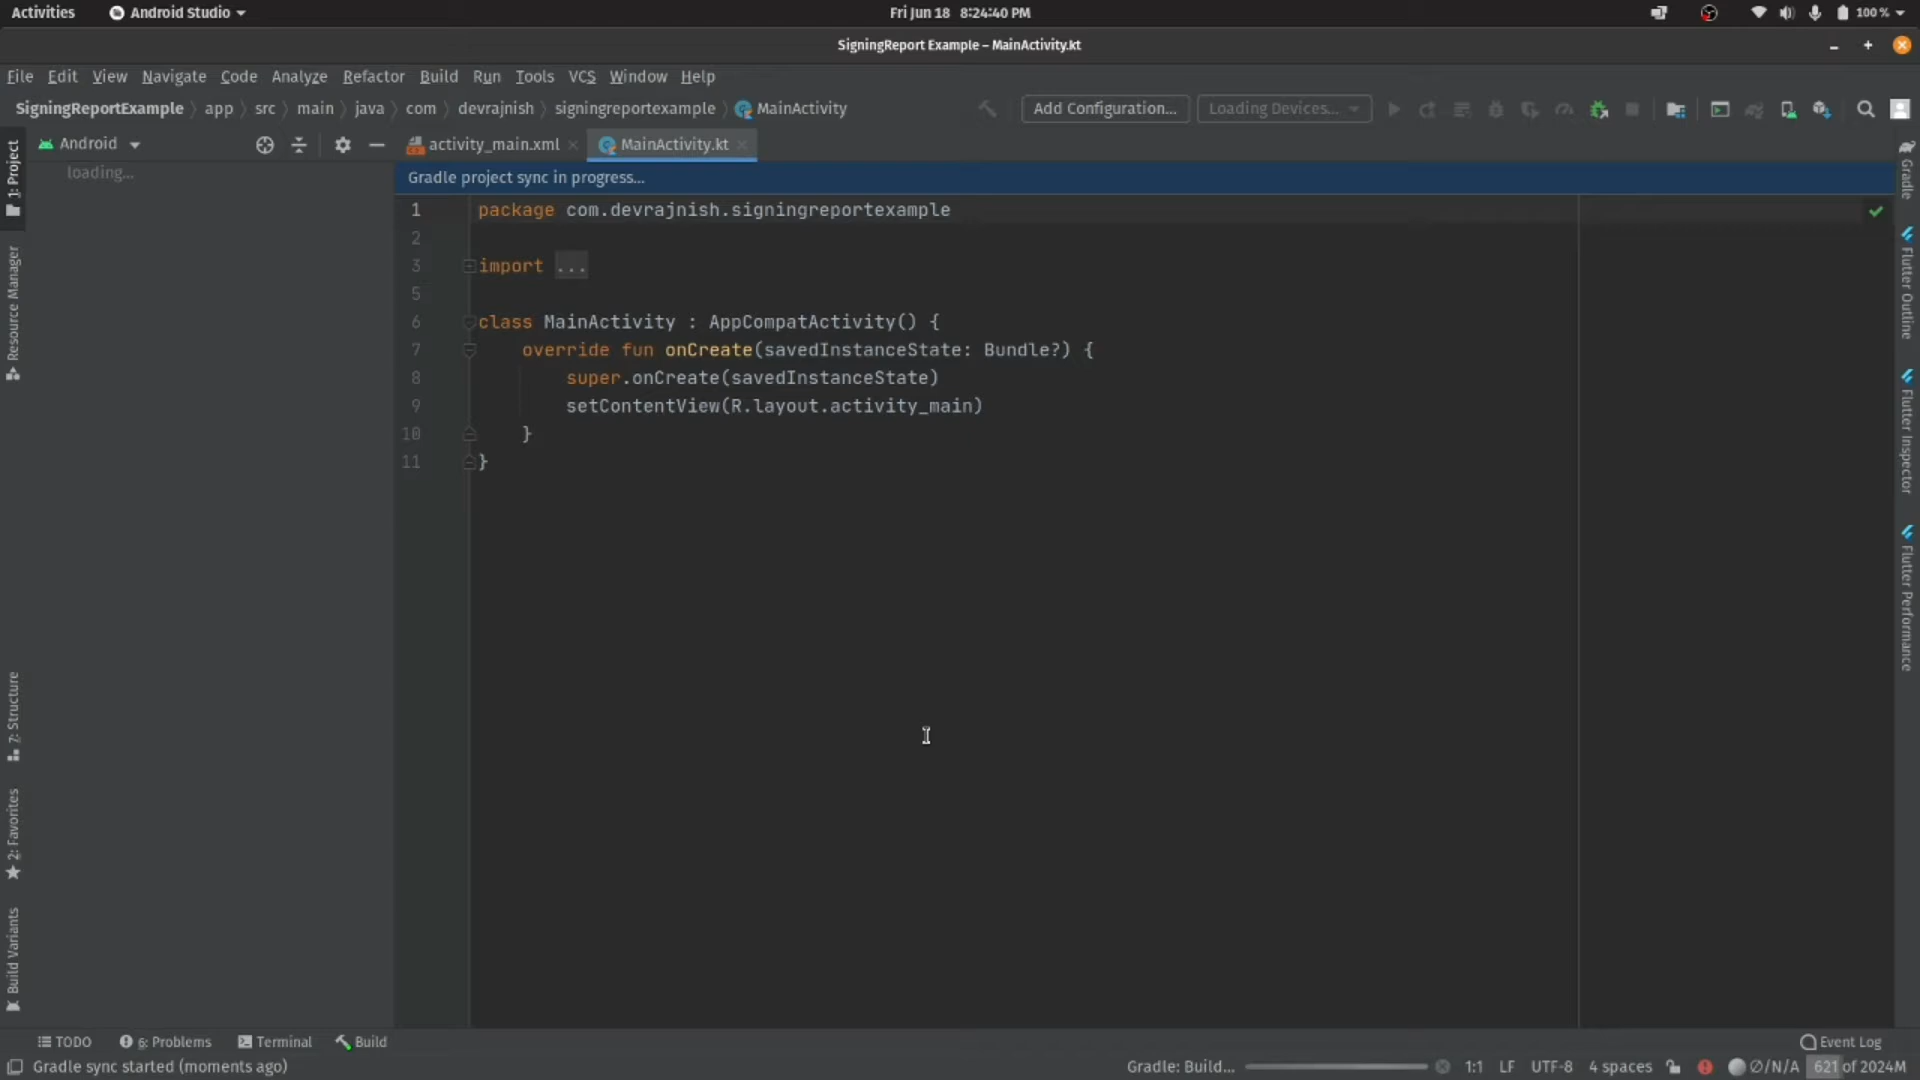 Activities
Android Studio
Fri Jun 18 8:24:40 PM
100 %
SigningReport Example – MainActivity.kt
File Edit View Navigate Code Analyze Refactor Build Run Tools VCS Window Help
SigningReportExample app src main java com devrajnish signingreportexample MainActivity
Add Configuration...
Loading Devices...
1: Project
Resource Manager
7: Structure
2: Favorites
Build Variants
Android
loading...
activity_main.xml
MainActivity.kt
Gradle project sync in progress...
1 package com.devrajnish.signingreportexample
2
3 import ...
5
6 class MainActivity : AppCompatActivity() {
7 override fun onCreate(savedInstanceState: Bundle?) {
8 super.onCreate(savedInstanceState)
9 setContentView(R.layout.activity_main)
10 }
11 }
Gradle
Flutter Outline
Flutter Inspector
Flutter Performance
TODO 6: Problems Terminal Build
Event Log
Gradle sync started (moments ago)
Gradle: Build... 1:1 LF UTF-8 4 spaces ∅/N/A 621 of 2024M